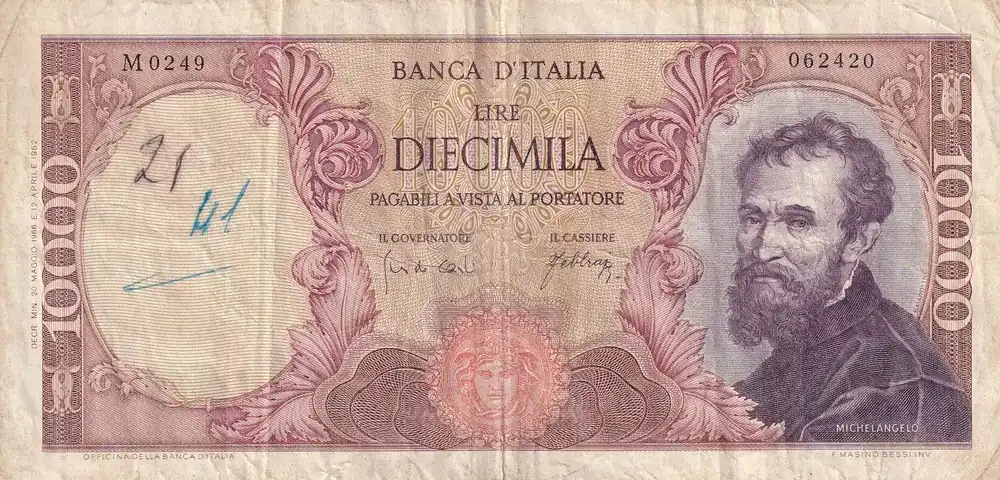 M 0249
BANCA D'ITALIA
062420
LIRE
DIECIMILA
PAGABILI A VISTA AL PORTATORE
IL GOVERNATORE
IL CASSIERE
10000
10000
10000
21
41
DECR. MIN. 20 MAGGIO 1966 E 12 APRILE 1962
MICHELANGELO
OFFICINA DELLA BANCA D'ITALIA
F. MASINO BESSI INV.